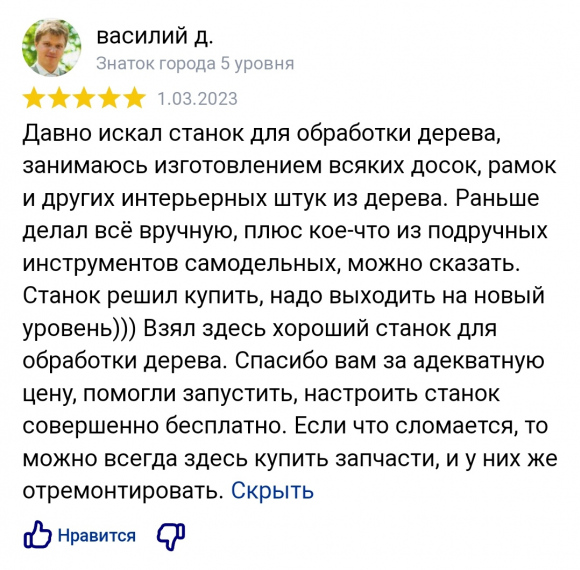 василий д.
Знаток города 5 уровня
1.03.2023
Давно искал станок для обработки дерева,
занимаюсь изготовлением всяких досок, рамок
и других интерьерных штук из дерева. Раньше
делал всё вручную, плюс кое-что из подручных
инструментов самодельных, можно сказать.
Станок решил купить, надо выходить на новый
уровень))) Взял здесь хороший станок для
обработки дерева. Спасибо вам за адекватную
цену, помогли запустить, настроить станок
совершенно бесплатно. Если что сломается, то
можно всегда здесь купить запчасти, и у них же
отремонтировать. Скрыть
Нравится